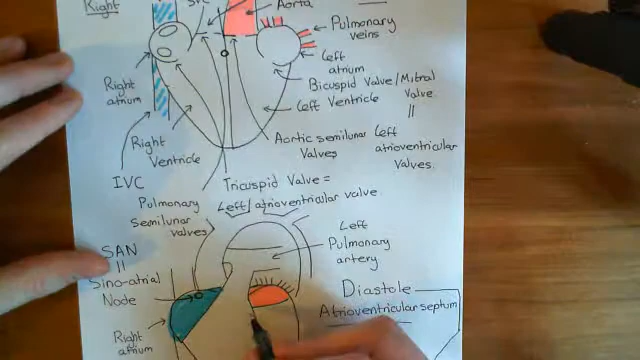 Right
SVC
Aorta
Pulmonary
veins
Left
atrium
Bicuspid Valve/Mitral
Valve
=
Left
atrioventricular
Valves.
Left Ventricle
Aortic semilunar
Valves
Right
atrium
Right
Ventricle
IVC
Tricuspid Valve =
Left/atrioventricular valve
Pulmonary
semilunar
valves
SAN
=
Sino-atrial
Node
Right
atrium
Left
Pulmonary
artery
Diastole
Atrioventricular septum